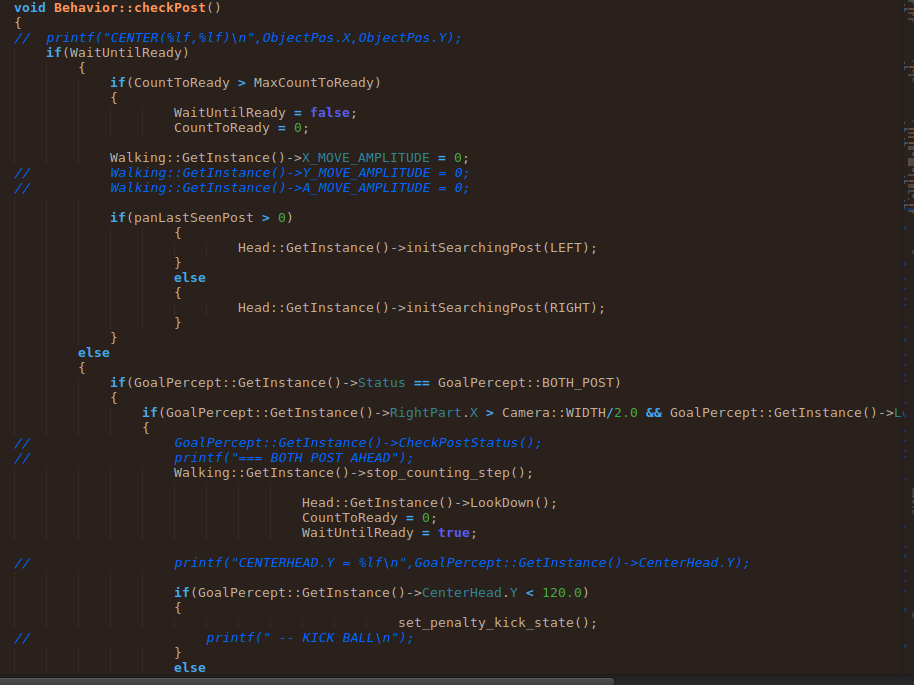 void Behavior::checkPost()
{
//  printf("CENTER(%lf,%lf)\n",ObjectPos.X,ObjectPos.Y);
    if(WaitUntilReady)
        {
            if(CountToReady > MaxCountToReady)
            {
                    WaitUntilReady = false;
                    CountToReady = 0;

            Walking::GetInstance()->X_MOVE_AMPLITUDE = 0;
//          Walking::GetInstance()->Y_MOVE_AMPLITUDE = 0;
//          Walking::GetInstance()->A_MOVE_AMPLITUDE = 0;

            if(panLastSeenPost > 0)
                    {
                            Head::GetInstance()->initSearchingPost(LEFT);
                    }
                    else
                    {
                            Head::GetInstance()->initSearchingPost(RIGHT);
                    }
            }
        else
        {
            if(GoalPercept::GetInstance()->Status == GoalPercept::BOTH_POST)
            {
                if(GoalPercept::GetInstance()->RightPart.X > Camera::WIDTH/2.0 && GoalPercept::GetInstance()->
                {
//                  GoalPercept::GetInstance()->CheckPostStatus();
//                  printf("=== BOTH POST AHEAD");
                    Walking::GetInstance()->stop_counting_step();

                                    Head::GetInstance()->LookDown();
                                    CountToReady = 0;
                                    WaitUntilReady = true;

//                  printf("CENTERHEAD.Y = %lf\n",GoalPercept::GetInstance()->CenterHead.Y);

                    if(GoalPercept::GetInstance()->CenterHead.Y < 120.0)
                    {
                                                set_penalty_kick_state();
//                      printf(" -- KICK BALL\n");
                    }
                    else